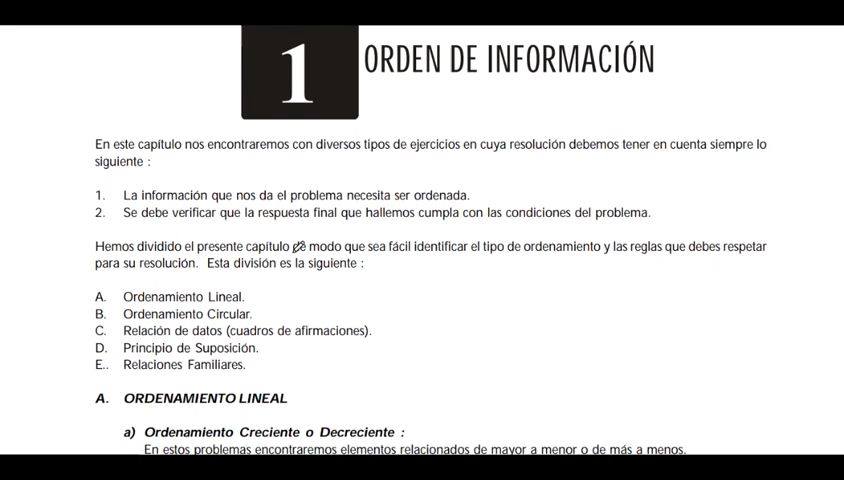 1 ORDEN DE INFORMACIÓN
En este capítulo nos encontraremos con diversos tipos de ejercicios en cuya resolución debemos tener en cuenta siempre lo
siguiente :
1. La información que nos da el problema necesita ser ordenada.
2. Se debe verificar que la respuesta final que hallemos cumpla con las condiciones del problema.
Hemos dividido el presente capítulo modo que sea fácil identificar el tipo de ordenamiento y las reglas que debes respetar
para su resolución. Esta división es la siguiente :
A. Ordenamiento Lineal.
B. Ordenamiento Circular.
C. Relación de datos (cuadros de afirmaciones).
D. Principio de Suposición.
E.. Relaciones Familiares.
A. ORDENAMIENTO LINEAL
a) Ordenamiento Creciente o Decreciente :
En estos problemas encontraremos elementos relacionados de mayor a menor o de más a menos.